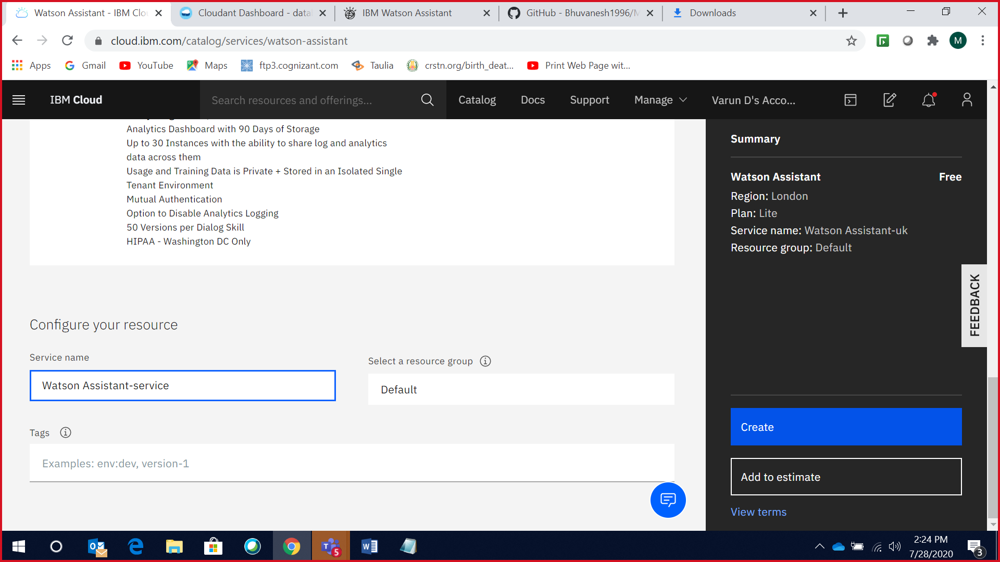 Watson Assistant - IBM Clou
Cloudant Dashboard - datal
IBM Watson Assistant
GitHub - Bhuvanesh1996/M
Downloads
cloud.ibm.com/catalog/services/watson-assistant
M
Apps
Gmail
YouTube
Maps
ftp3.cognizant.com
Taulia
crstn.org/birth_deat...
Print Web Page wit...
IBM Cloud
Search resources and offerings...
Catalog
Docs
Support
Manage
Varun D's Acco...
Analytics Dashboard with 90 Days of Storage
Up to 30 Instances with the ability to share log and analytics
data across them
Usage and Training Data is Private + Stored in an Isolated Single
Tenant Environment
Mutual Authentication
Option to Disable Analytics Logging
50 Versions per Dialog Skill
HIPAA - Washington DC Only
Configure your resource
Service name
Watson Assistant-service
Select a resource group
Default
Tags
Examples: env:dev, version-1
Summary
Watson Assistant Free
Region: London
Plan: Lite
Service name: Watson Assistant-uk
Resource group: Default
FEEDBACK
Create
Add to estimate
View terms
5
2:24 PM
7/28/2020
3